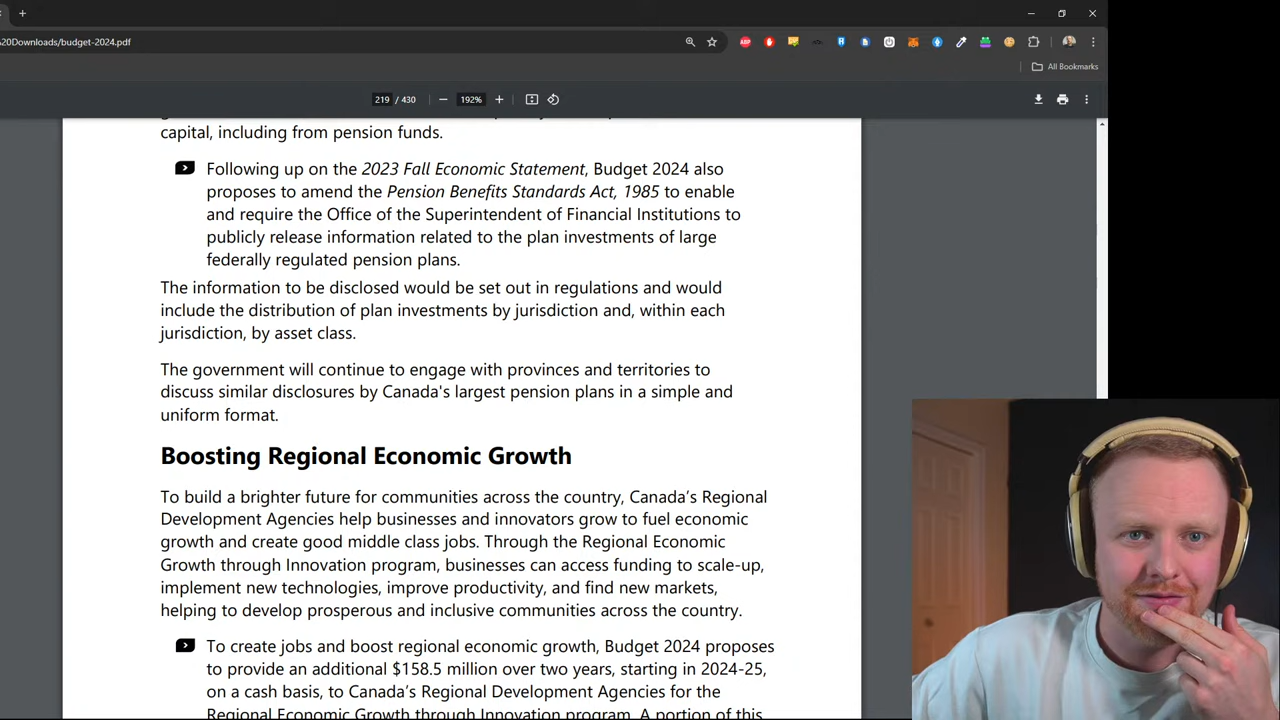 %20Downloads/budget-2024.pdf
All Bookmarks
219 / 430
192%
capital, including from pension funds.
Following up on the 2023 Fall Economic Statement, Budget 2024 also
proposes to amend the Pension Benefits Standards Act, 1985 to enable
and require the Office of the Superintendent of Financial Institutions to
publicly release information related to the plan investments of large
federally regulated pension plans.
The information to be disclosed would be set out in regulations and would
include the distribution of plan investments by jurisdiction and, within each
jurisdiction, by asset class.
The government will continue to engage with provinces and territories to
discuss similar disclosures by Canada's largest pension plans in a simple and
uniform format.
Boosting Regional Economic Growth
To build a brighter future for communities across the country, Canada's Regional
Development Agencies help businesses and innovators grow to fuel economic
growth and create good middle class jobs. Through the Regional Economic
Growth through Innovation program, businesses can access funding to scale-up,
implement new technologies, improve productivity, and find new markets,
helping to develop prosperous and inclusive communities across the country.
To create jobs and boost regional economic growth, Budget 2024 proposes
to provide an additional $158.5 million over two years, starting in 2024-25,
on a cash basis, to Canada's Regional Development Agencies for the
Regional Economic Growth through Innovation program. A portion of this